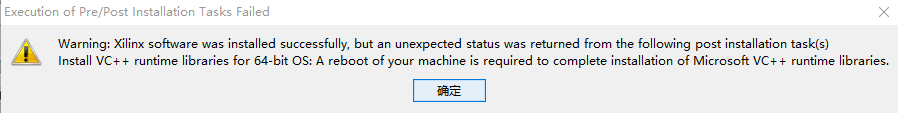 Execution of Pre/Post Installation Tasks Failed
Warning: Xilinx software was installed successfully, but an unexpected status was returned from the following post installation task(s)
Install VC++ runtime libraries for 64-bit OS: A reboot of your machine is required to complete installation of Microsoft VC++ runtime libraries.
确定